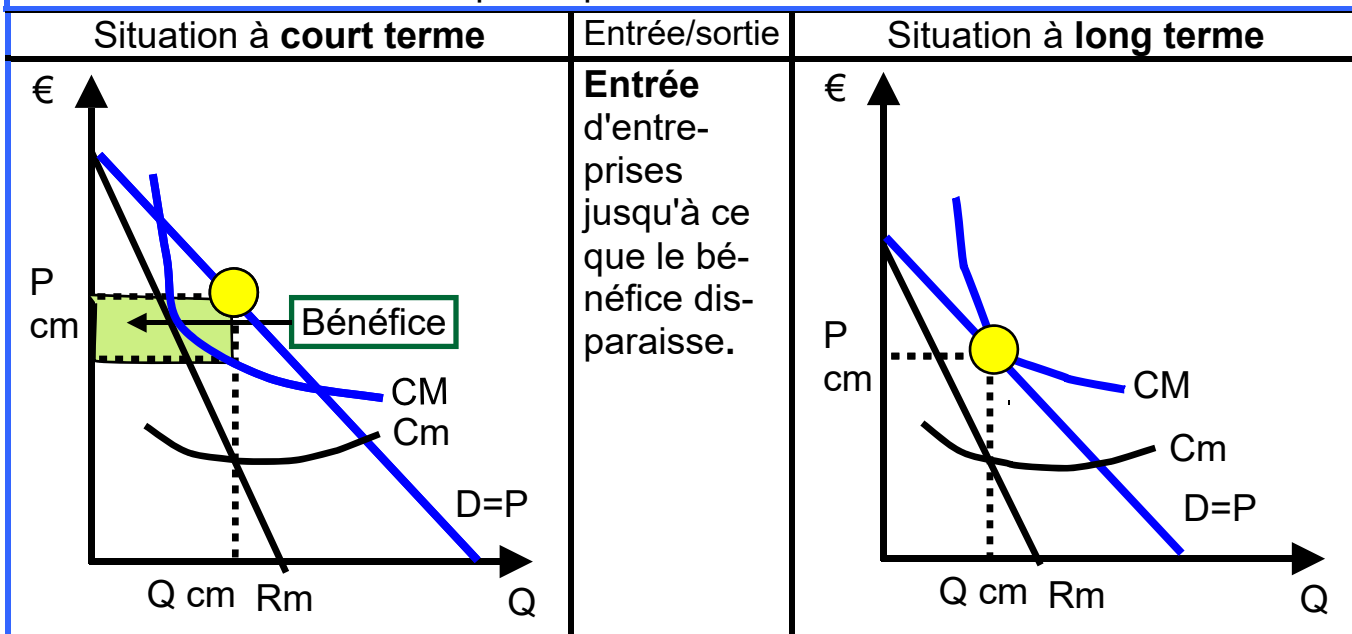 Situation à court terme
Entrée/sortie
Situation à long terme
€
P
cm
Bénéfice
CM
Cm
D=P
Q cm
Rm
Q
Entrée
d'entre-
prises
jusqu'à ce
que le bé-
néfice dis-
paraisse.
€
P
cm
CM
Cm
D=P
Q cm
Rm
Q